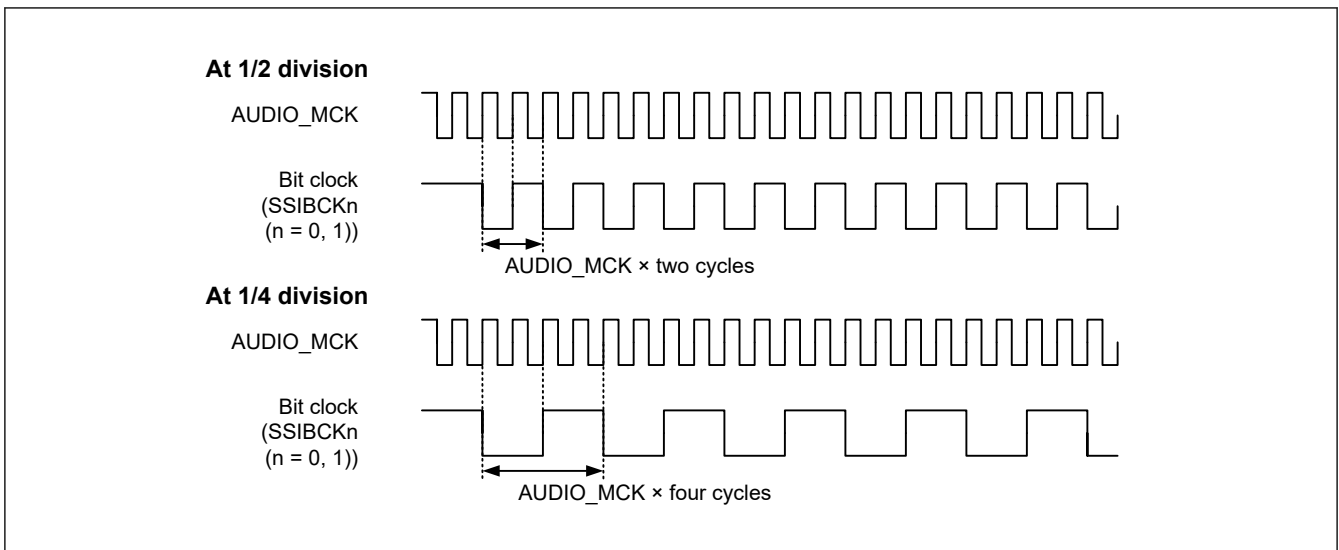 At 1/2 division
AUDIO_MCK
Bit clock
(SSIBCKn
(n = 0, 1))
AUDIO_MCK × two cycles
At 1/4 division
AUDIO_MCK
Bit clock
(SSIBCKn
(n = 0, 1))
AUDIO_MCK × four cycles